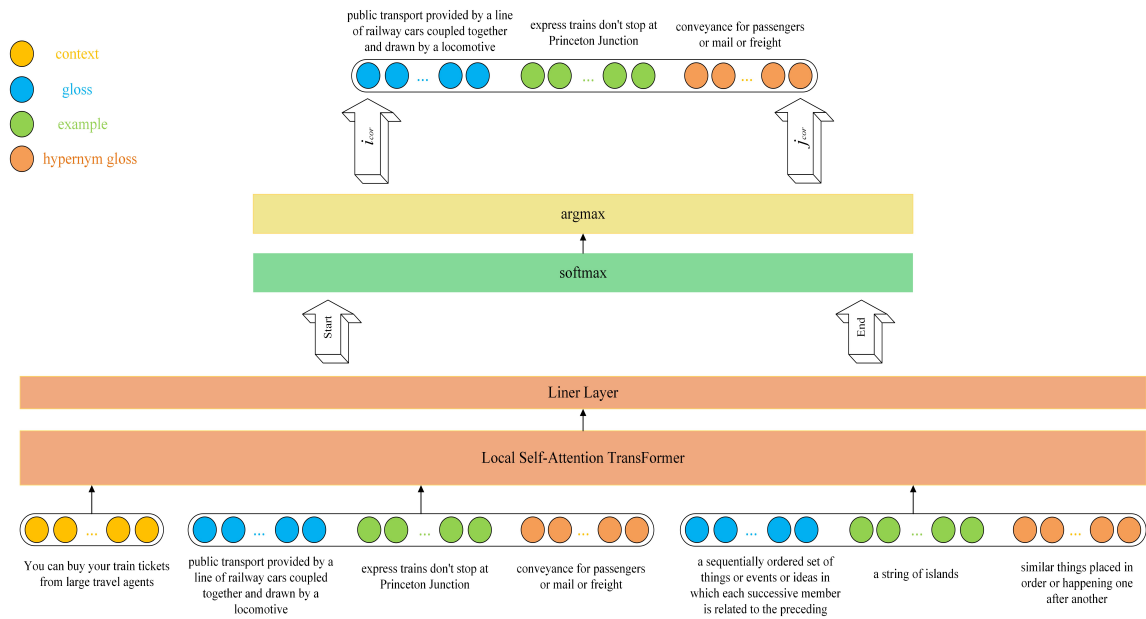 public transport provided by a line
of railway cars coupled together
and drawn by a locomotive
express trains don't stop at
Princeton Junction
conveyance for passengers
or mail or freight
context
gloss
example
hypernym gloss
...
...
...
i cor
j cor
argmax
softmax
Start
End
Liner Layer
Local Self-Attention TransFormer
...
...
...
...
...
...
...
You can buy your train tickets
from large travel agents
public transport provided by a
line of railway cars coupled
together and drawn by a
locomotive
express trains don't stop at
Princeton Junction
conveyance for passengers
or mail or freight
a sequentially ordered set of
things or events or ideas in
which each successive member
is related to the preceding
a string of islands
similar things placed in
order or happening one
after another